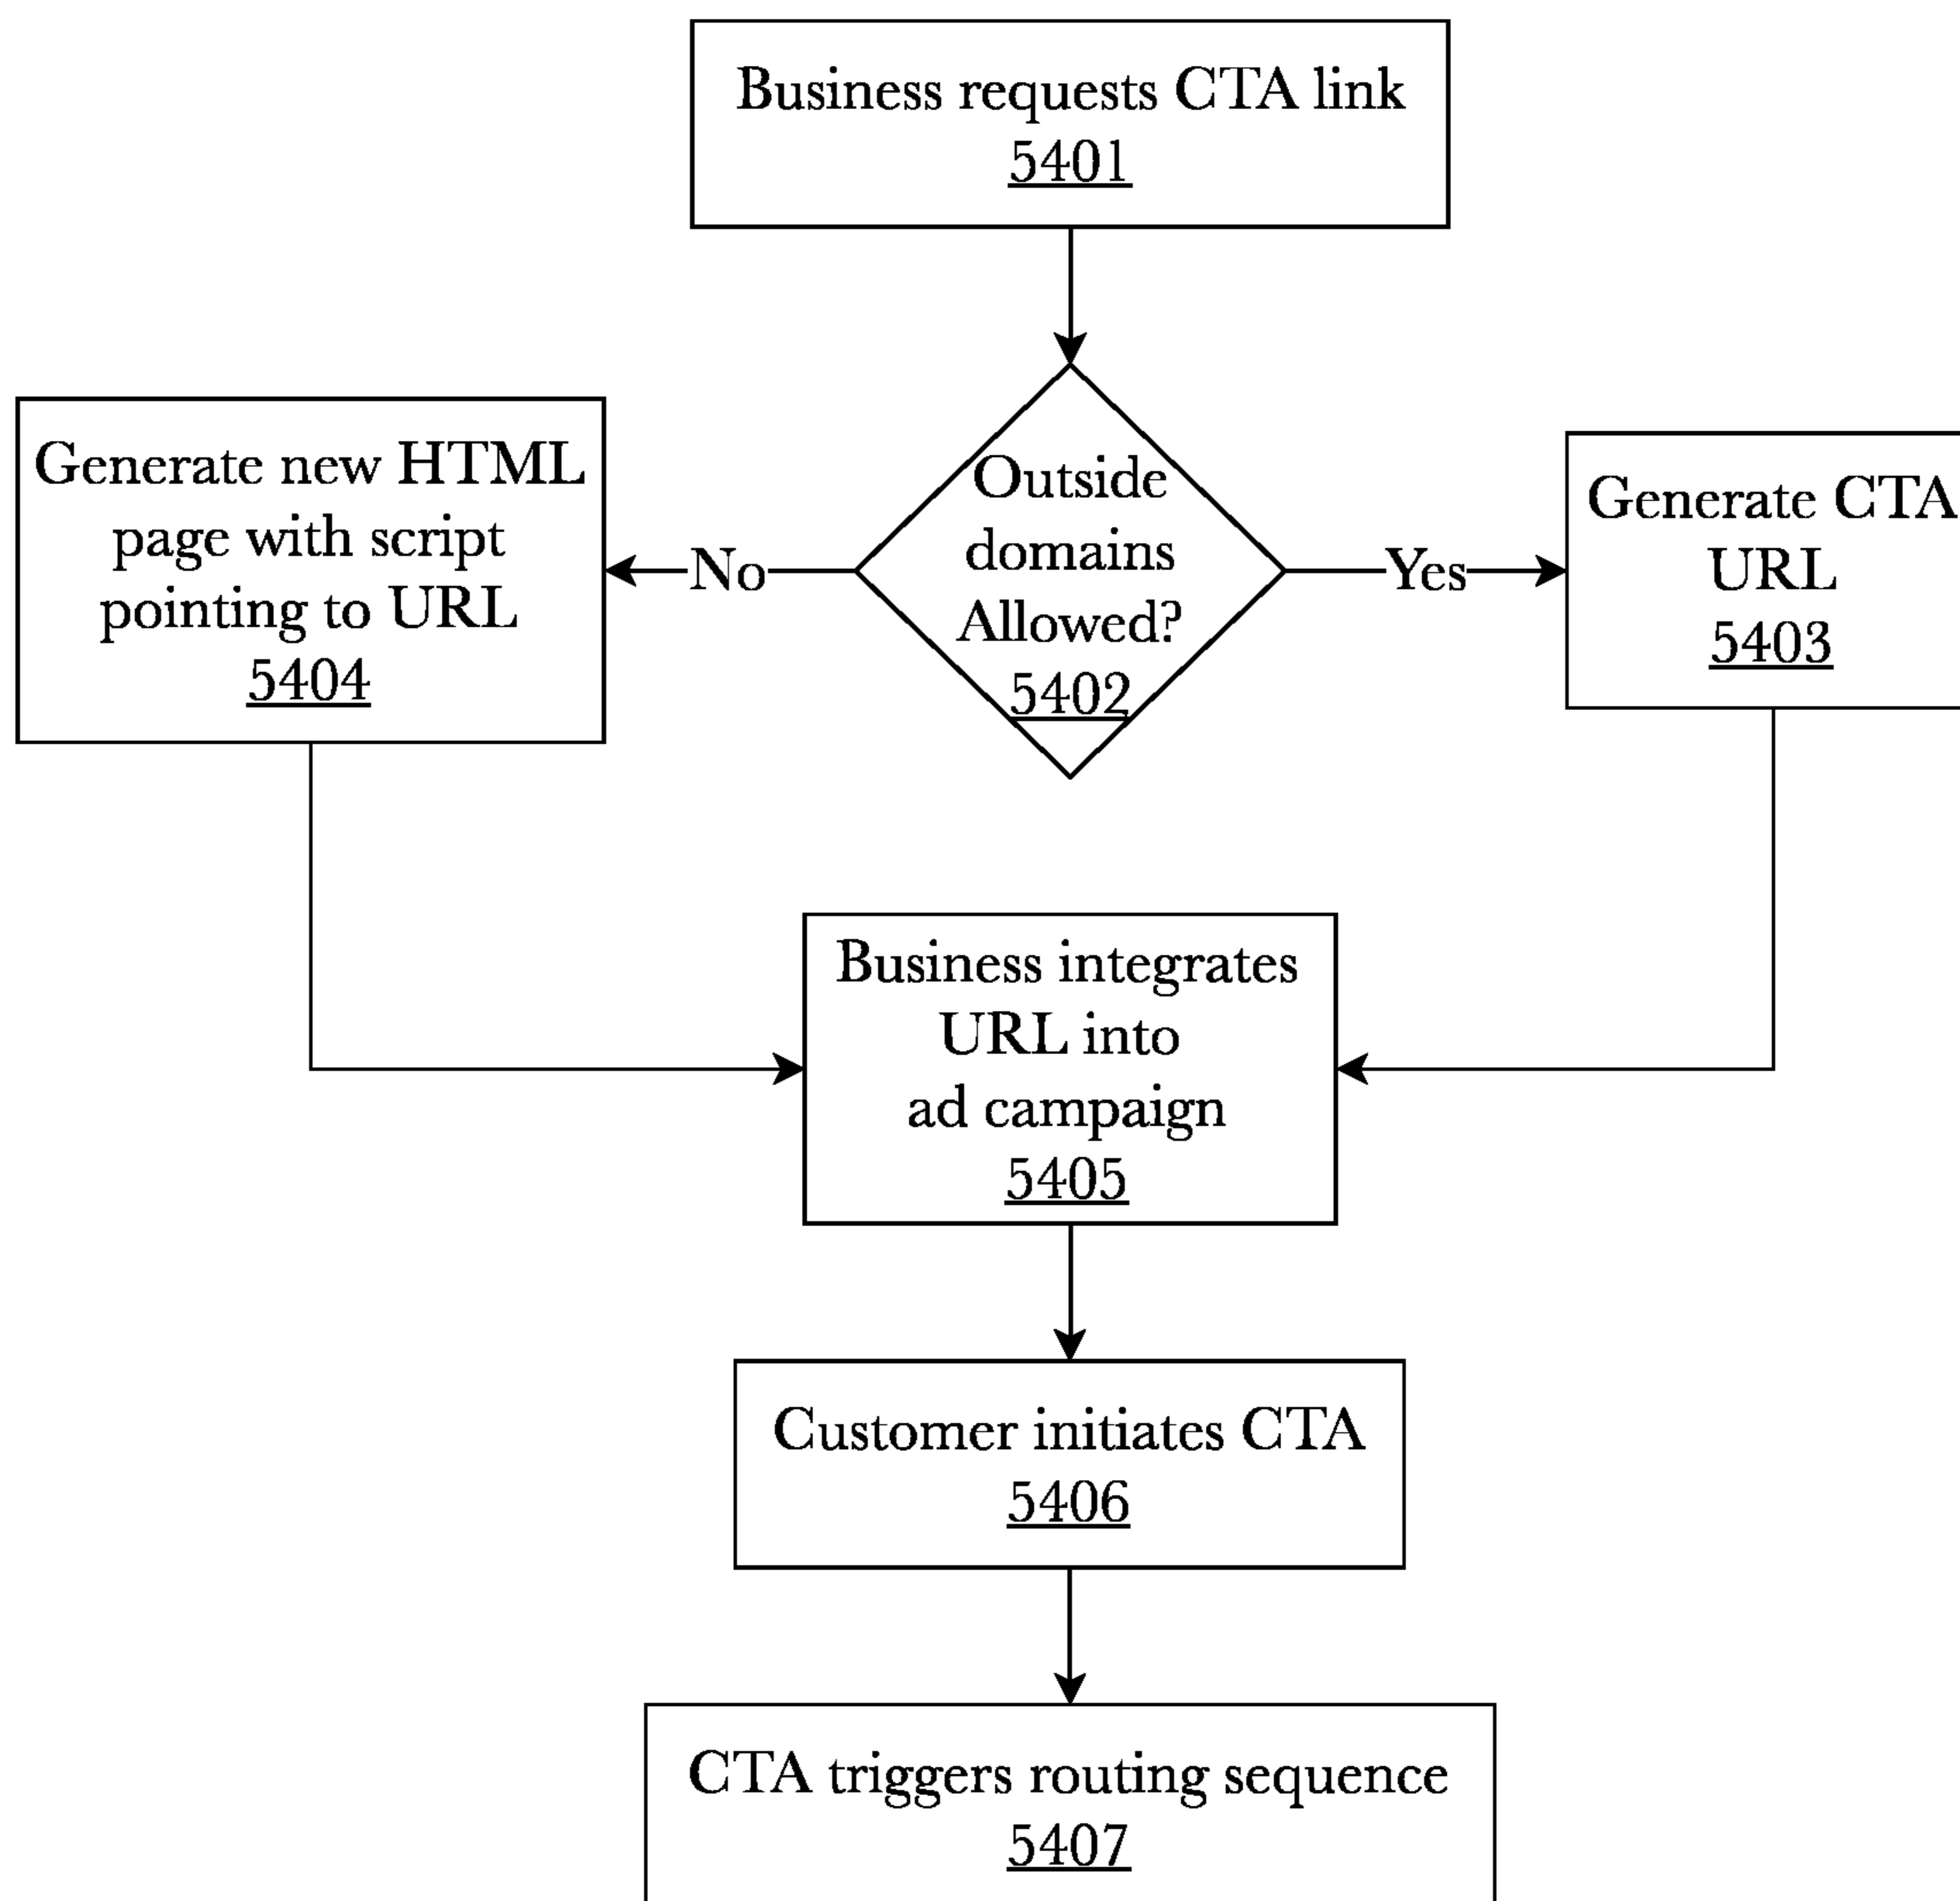 Business requests CTA link
5401
Outside
domains
Allowed?
5402
No
Yes
Generate new HTML
page with script
pointing to URL
5404
Generate CTA
URL
5403
Business integrates
URL into
ad campaign
5405
Customer initiates CTA
5406
CTA triggers routing sequence
5407